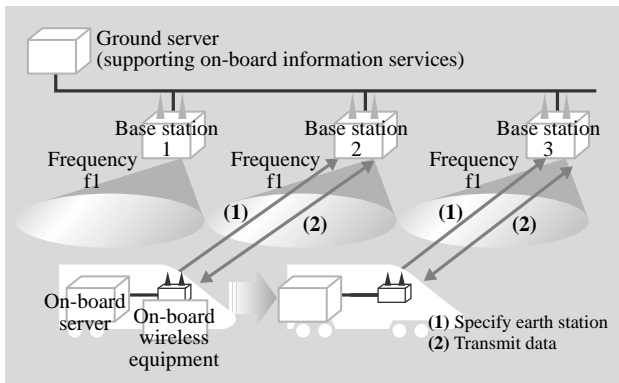 Ground server
(supporting on-board information services)
Base station
1
Base station
2
Base station
3
Frequency
f1
Frequency
f1
Frequency
f1
(1)
(2)
(1)
(2)
On-board
server
On-board
wireless
equipment
(1) Specify earth station
(2) Transmit data